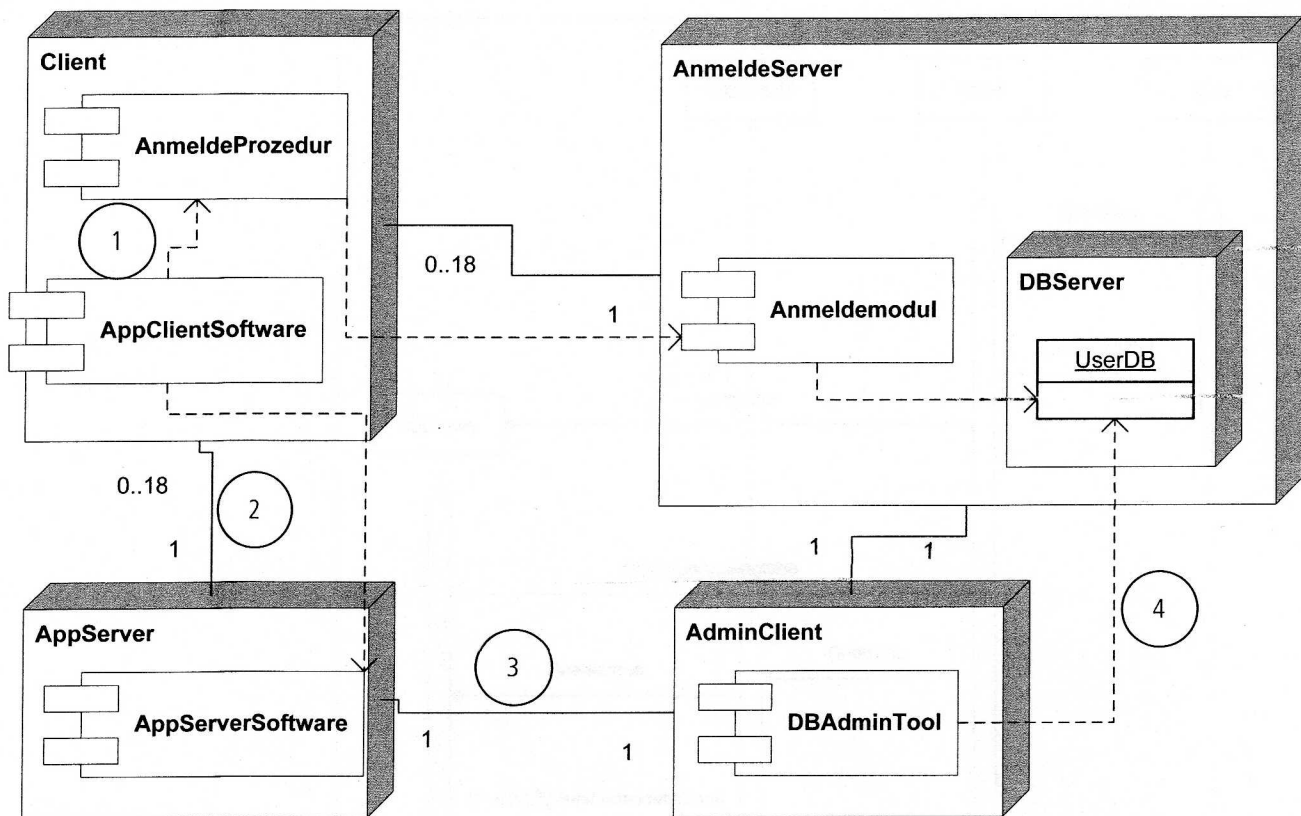 Client
AnmeldeProzedur
1
AppClientSoftware
AnmeldeServer
0..18
1
Anmeldemodul
DBServer
UserDB
0..18
2
1
1
1
4
AppServer
AppServerSoftware
3
1
1
AdminClient
DBAdminTool